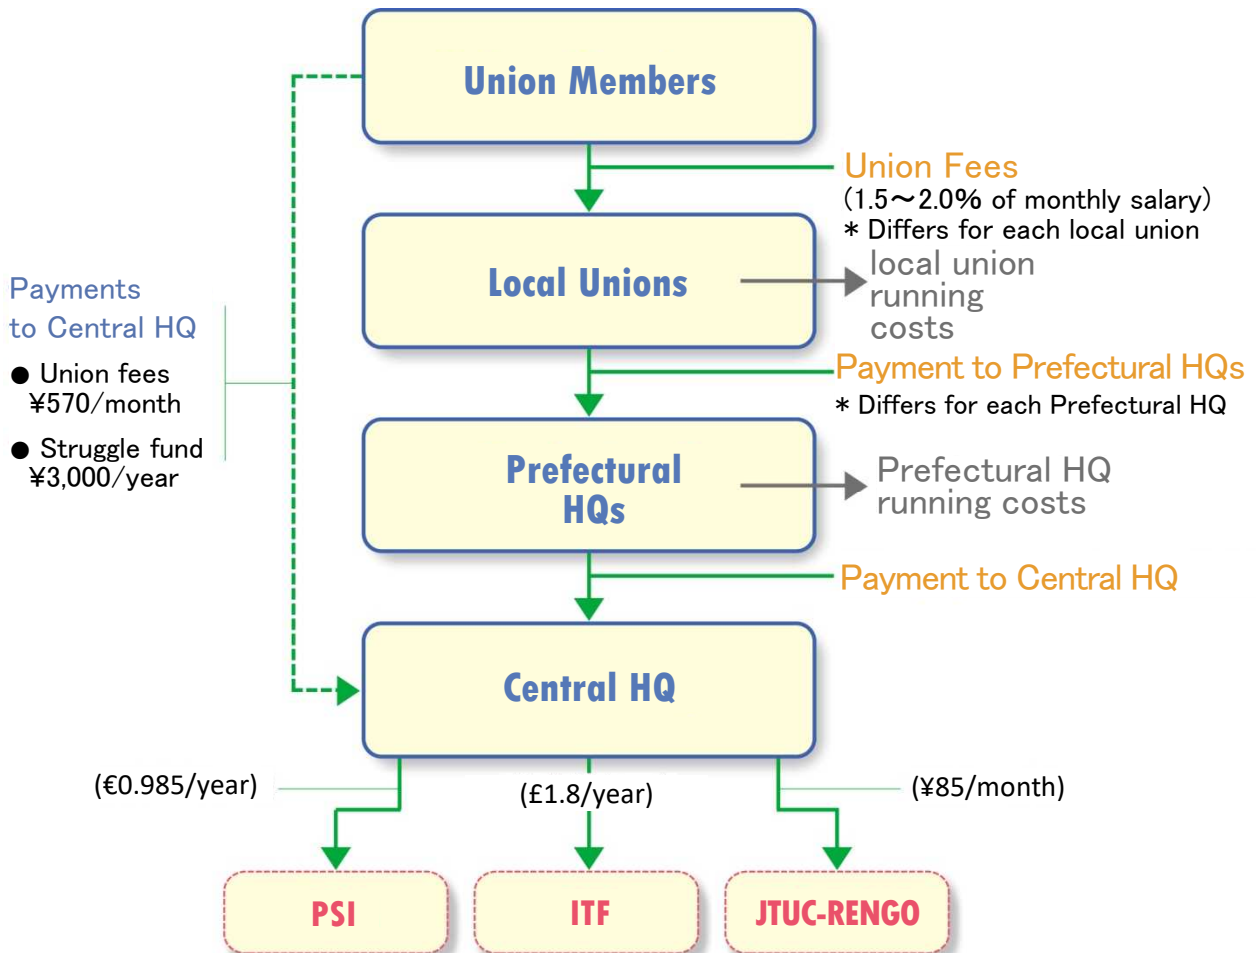 Union Members
Union Fees
(1.5～2.0% of monthly salary)
* Differs for each local union
Local Unions
local union
running
costs
Payments
to Central HQ
● Union fees
¥570/month
● Struggle fund
¥3,000/year
Payment to Prefectural HQs
* Differs for each Prefectural HQ
Prefectural
HQs
Prefectural HQ
running costs
Payment to Central HQ
Central HQ
(€0.985/year)
(£1.8/year)
(¥85/month)
PSI
ITF
JTUC-RENGO